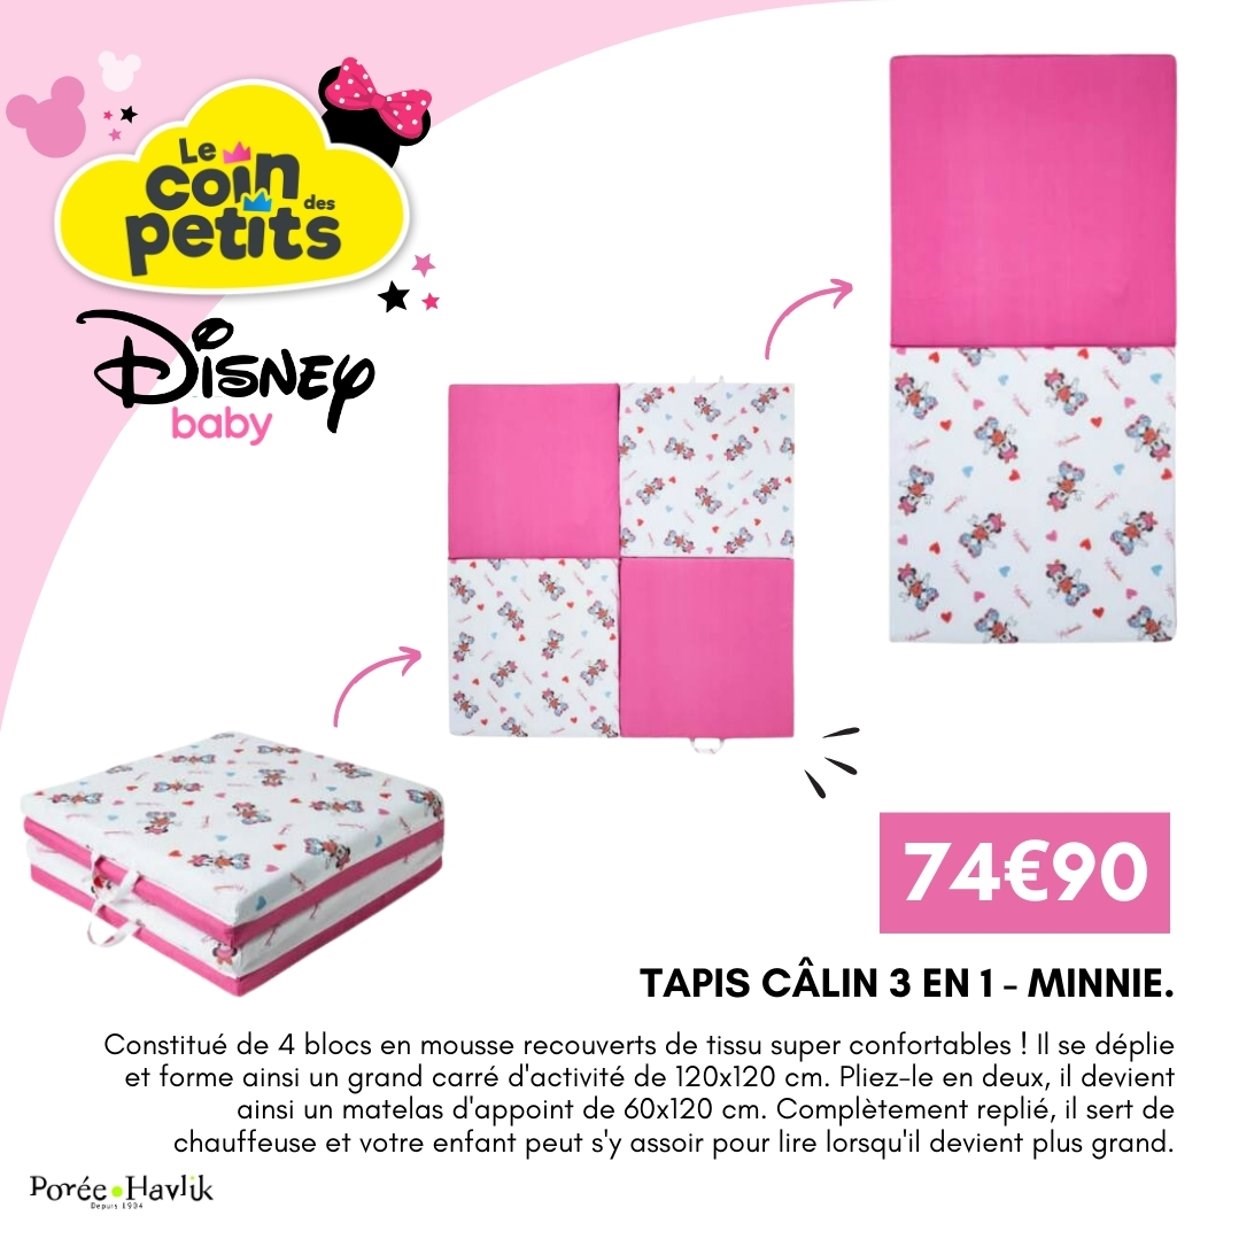 Le
coin
des
petits
Disney
baby
74€90
TAPIS CÂLIN 3 EN 1 - MINNIE.
Constitué de 4 blocs en mousse recouverts de tissu super confortables ! Il se déplie
et forme ainsi un grand carré d'activité de 120x120 cm. Pliez-le en deux, il devient
ainsi un matelas d'appoint de 60x120 cm. Complètement replié, il sert de
chauffeuse et votre enfant peut s'y assoir pour lire lorsqu'il devient plus grand.
Porée•Havlik
Depuis 1934